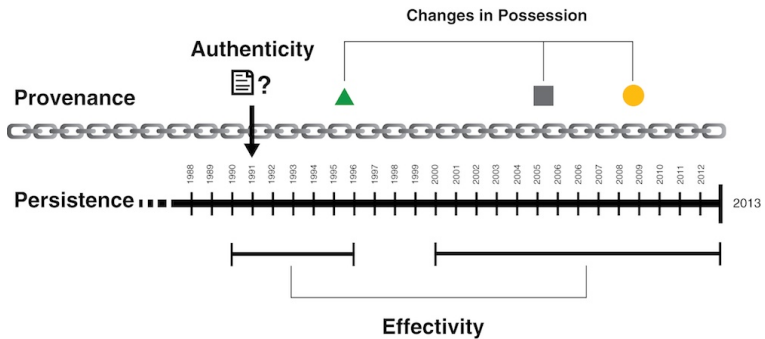 Changes in Possession
Authenticity
?
Provenance
1988 1989 1990 1991 1992 1993 1994 1995 1996 1997 1998 1999 2000 2001 2002 2003 2004 2005 2006 2007 2008 2009 2010 2011 2012
Persistence
2013
Effectivity